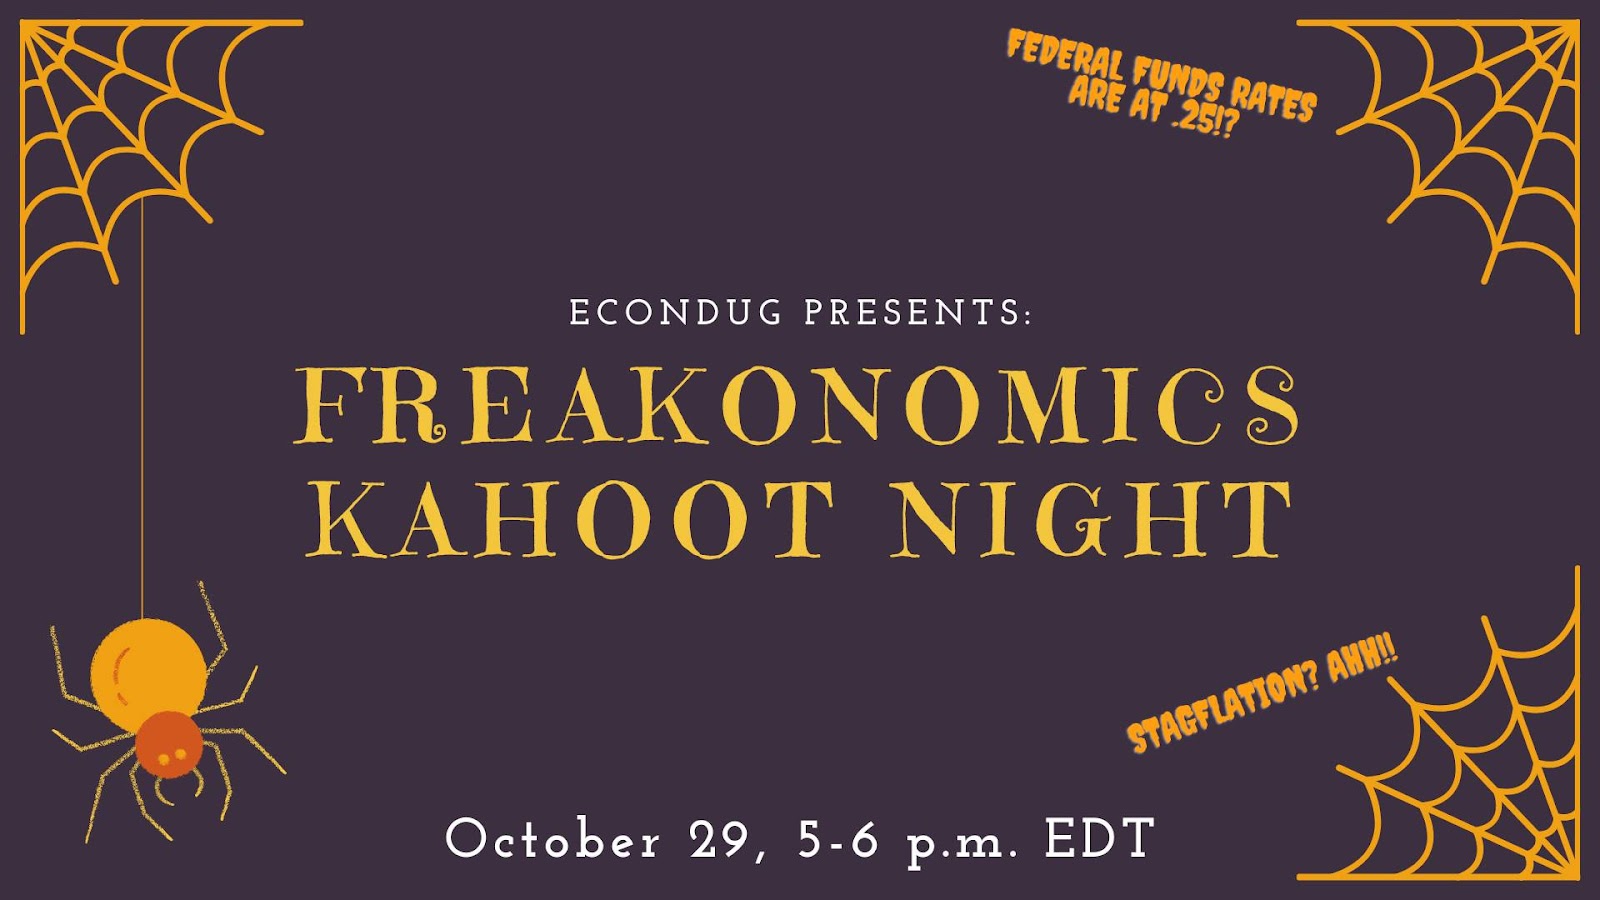 FEDERAL FUNDS RATES
ARE AT .25!?
ECONDUG PRESENTS:
FREAKONOMICS
KAHOOT NIGHT
STAGFLATION? AHH!!
October 29, 5-6 p.m. EDT